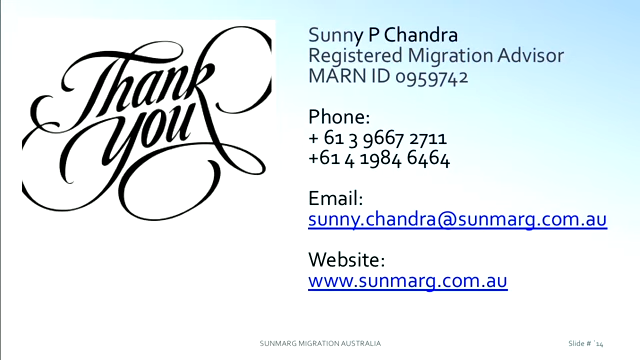 Thank
You
Sunny P Chandra
Registered Migration Advisor
MARN ID 0959742
Phone:
+ 61 3 9667 2711
+61 4 1984 6464
Email:
sunny.chandra@sunmarg.com.au
Website:
www.sunmarg.com.au
SUNMARG MIGRATION AUSTRALIA
Slide # `14